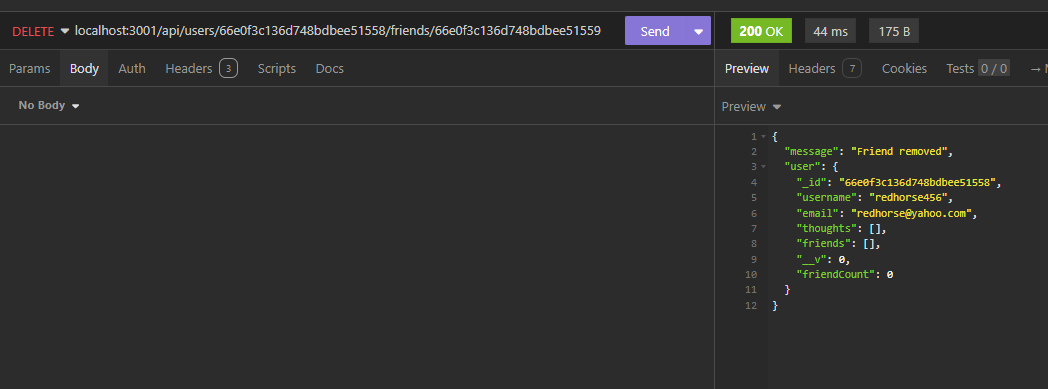 DELETE localhost:3001/api/users/66e0f3c136d748bdbee51558/friends/66e0f3c136d748bdbee51559 Send 200 OK 44 ms 175 B
Params Body Auth Headers 3 Scripts Docs Preview Headers 7 Cookies Tests 0 / 0 →
No Body Preview
1 {
2 "message": "Friend removed",
3 "user": {
4 "_id": "66e0f3c136d748bdbee51558",
5 "username": "redhorse456",
6 "email": "redhorse@yahoo.com",
7 "thoughts": [],
8 "friends": [],
9 "__v": 0,
10 "friendCount": 0
11 }
12 }